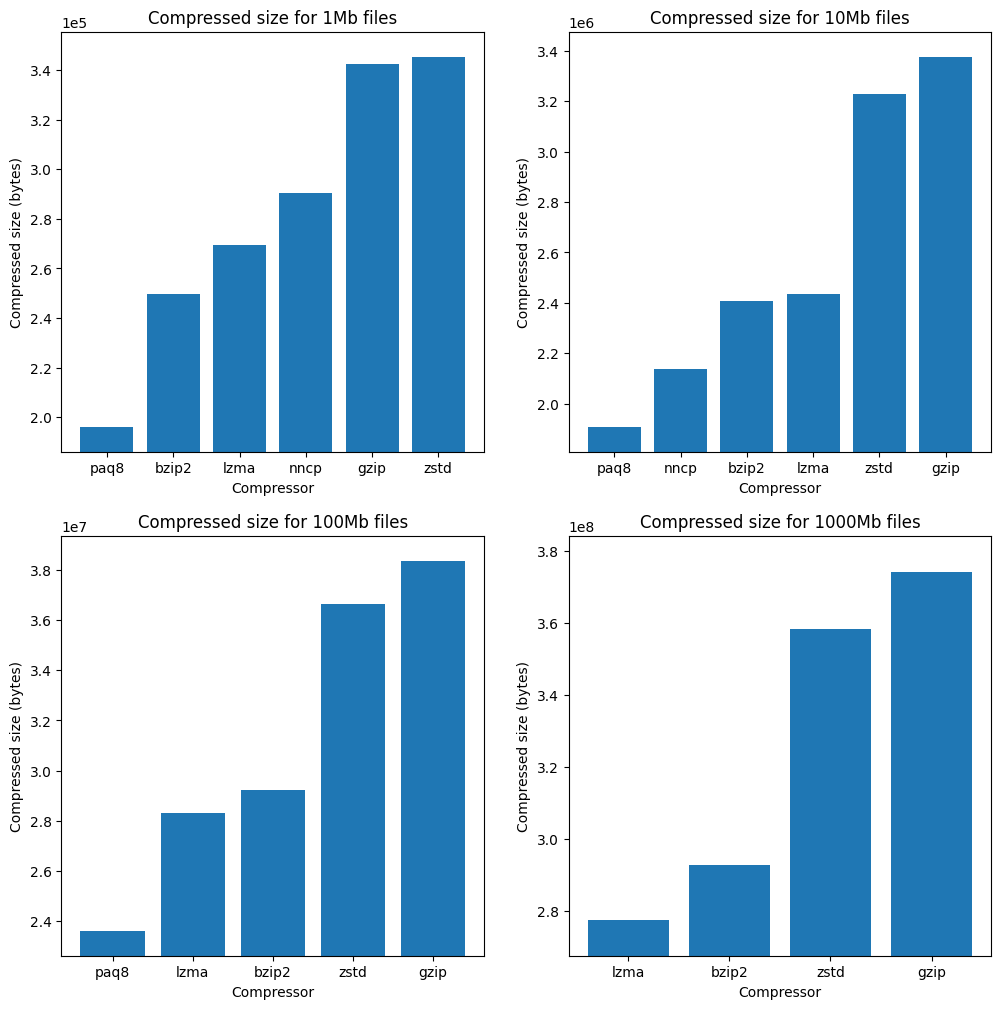 Compressed size for 1Mb files
1e5
3.4
3.2
3.0
2.8
2.6
2.4
2.2
2.0
Compressed size (bytes)
paq8 bzip2 lzma nncp gzip zstd
Compressor
Compressed size for 10Mb files
1e6
3.4
3.2
3.0
2.8
2.6
2.4
2.2
2.0
Compressed size (bytes)
paq8 nncp bzip2 lzma zstd gzip
Compressor
Compressed size for 100Mb files
1e7
3.8
3.6
3.4
3.2
3.0
2.8
2.6
2.4
Compressed size (bytes)
paq8 lzma bzip2 zstd gzip
Compressor
Compressed size for 1000Mb files
1e8
3.8
3.6
3.4
3.2
3.0
2.8
Compressed size (bytes)
lzma bzip2 zstd gzip
Compressor